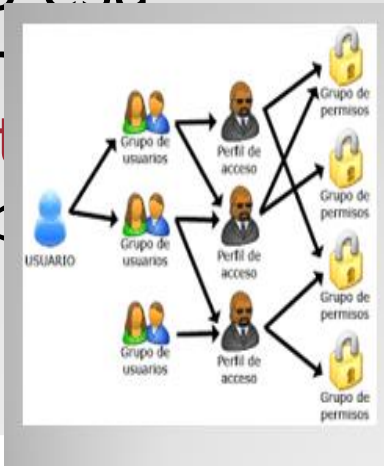 Grupo de
permisos
Grupo de
usuarios
Perfil de
acceso
Grupo de
permisos
USUARIO
Grupo de
usuarios
Perfil de
acceso
Grupo de
permisos
Grupo de
usuarios
Perfil de
acceso
Grupo de
permisos